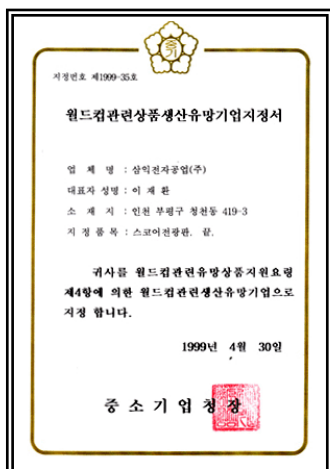 지정번호 제1999-35호
월드컵관련상품생산유망기업지정서
업 체 명 : 삼익전자공업(주)
대표자 성명 : 이 재 환
소 재 지 : 인천 부평구 청천동 419-3
지 정 품 목 : 스코어전광판. 끝.
귀사를 월드컵관련유망상품지원요령
제4항에 의한 월드컵관련생산유망기업으로
지정 합니다.
1999년 4월 30일
중 소 기 업 청 장